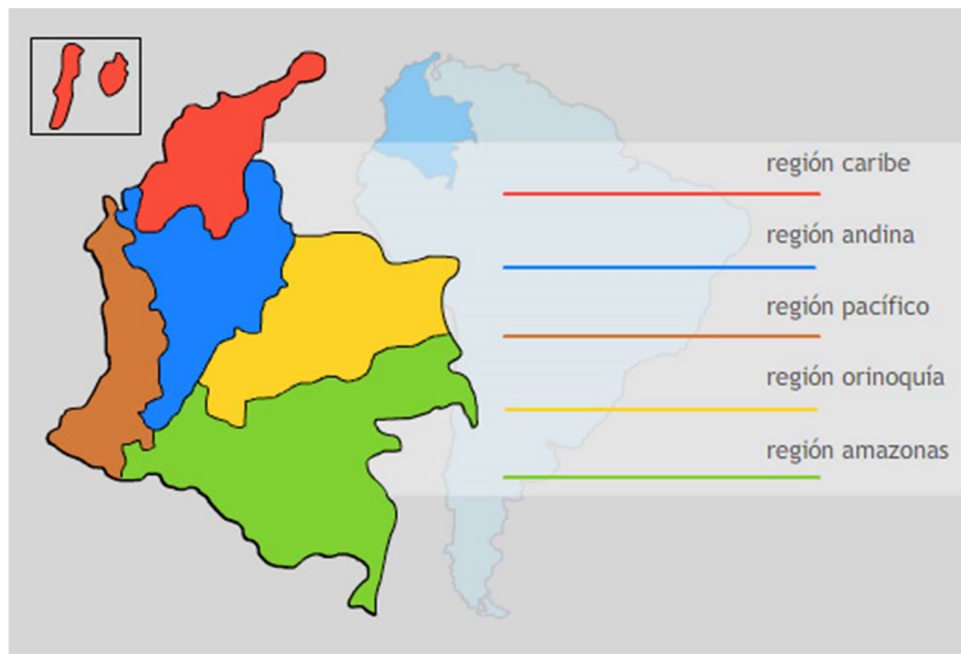 región caribe
región andina
región pacífico
región orinoquía
región amazonas